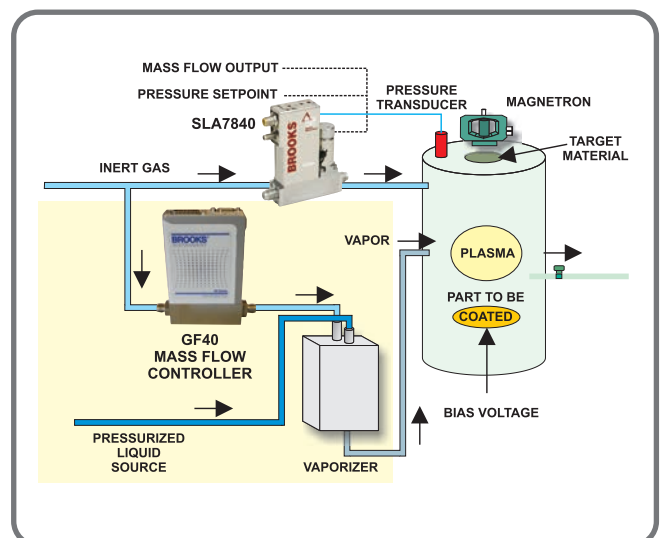 MASS FLOW OUTPUT
PRESSURE SETPOINT
SLA7840
PRESSURE
TRANSDUCER
MAGNETRON
TARGET
MATERIAL
BROOKS
INERT GAS
BROOKS
VAPOR
PLASMA
PART TO BE
COATED
GF40
MASS FLOW
CONTROLLER
BIAS VOLTAGE
PRESSURIZED
LIQUID
SOURCE
VAPORIZER